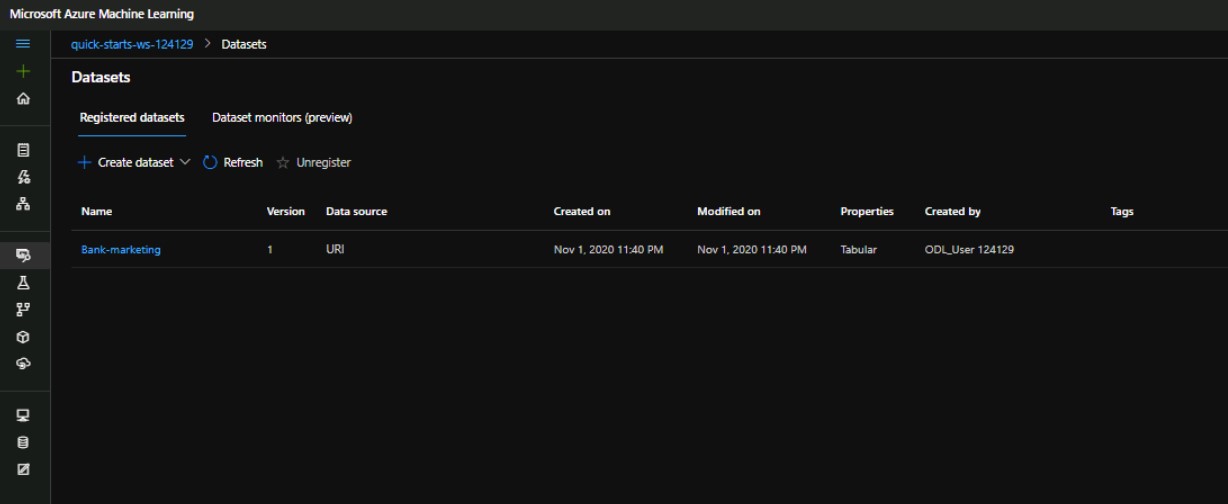 Microsoft Azure Machine Learning
quick-starts-ws-124129 > Datasets
Datasets
Registered datasets Dataset monitors (preview)
Create dataset Refresh Unregister
Name Version Data source Created on Modified on Properties Created by Tags
Bank-marketing 1 URI Nov 1, 2020 11:40 PM Nov 1, 2020 11:40 PM Tabular ODL_User 124129